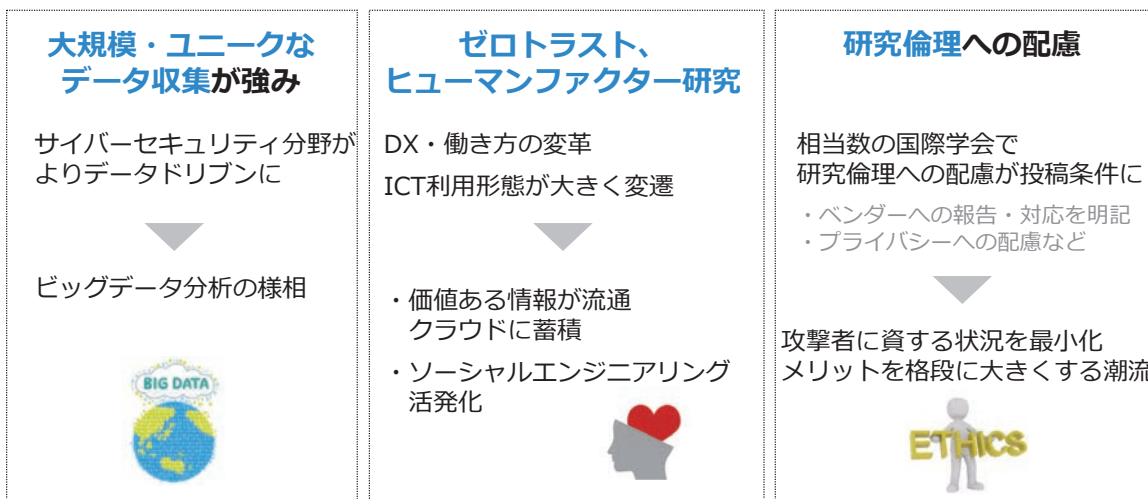 大規模・ユニークな
データ収集が強み
サイバーセキュリティ分野が
よりデータドリブンに
ビッグデータ分析の様相
BIG DATA
ゼロトラスト、
ヒューマンファクター研究
DX・働き方の変革
ICT利用形態が大きく変遷
・価値ある情報が流通
クラウドに蓄積
・ソーシャルエンジニアリング
活発化
研究倫理への配慮
相当数の国際学会で
研究倫理への配慮が投稿条件に
・ベンダーへの報告・対応を明記
・プライバシーへの配慮など
攻撃者に資する状況を最小化
メリットを格段に大きくする潮流
ETHICS